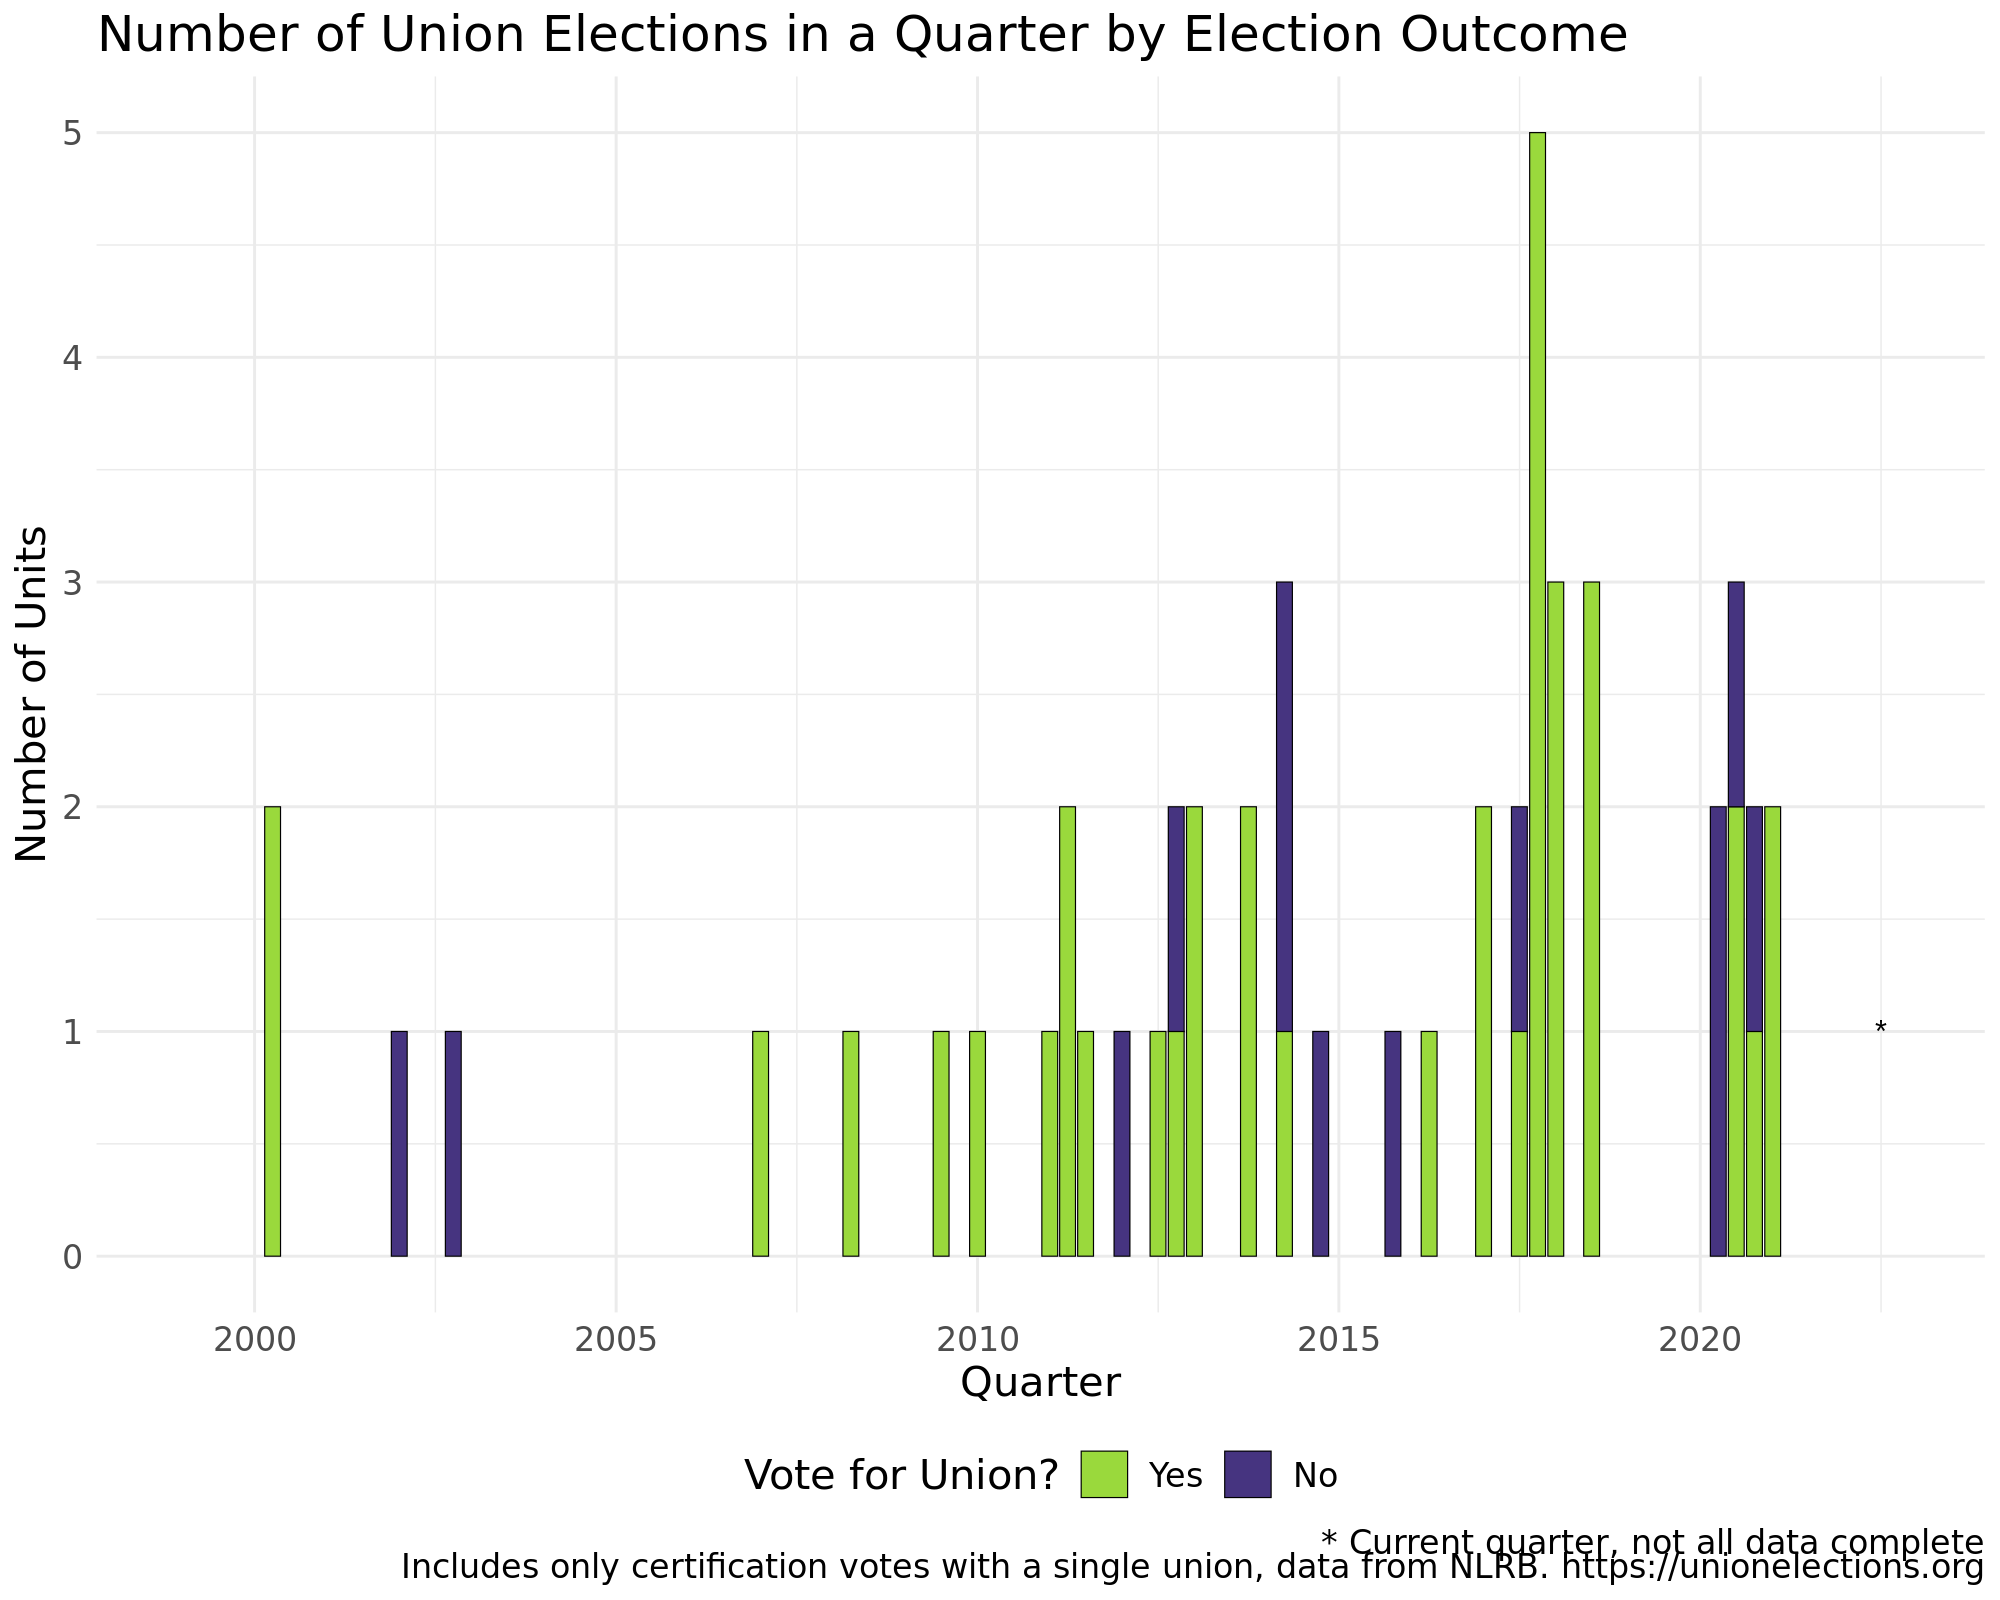 Number of Union Elections in a Quarter by Election Outcome
Number of Units
5
4
3
2
1
0
*
2000 2005 2010 2015 2020
Quarter
Vote for Union? Yes No
* Current quarter, not all data complete
Includes only certification votes with a single union, data from NLRB. https://unionelections.org